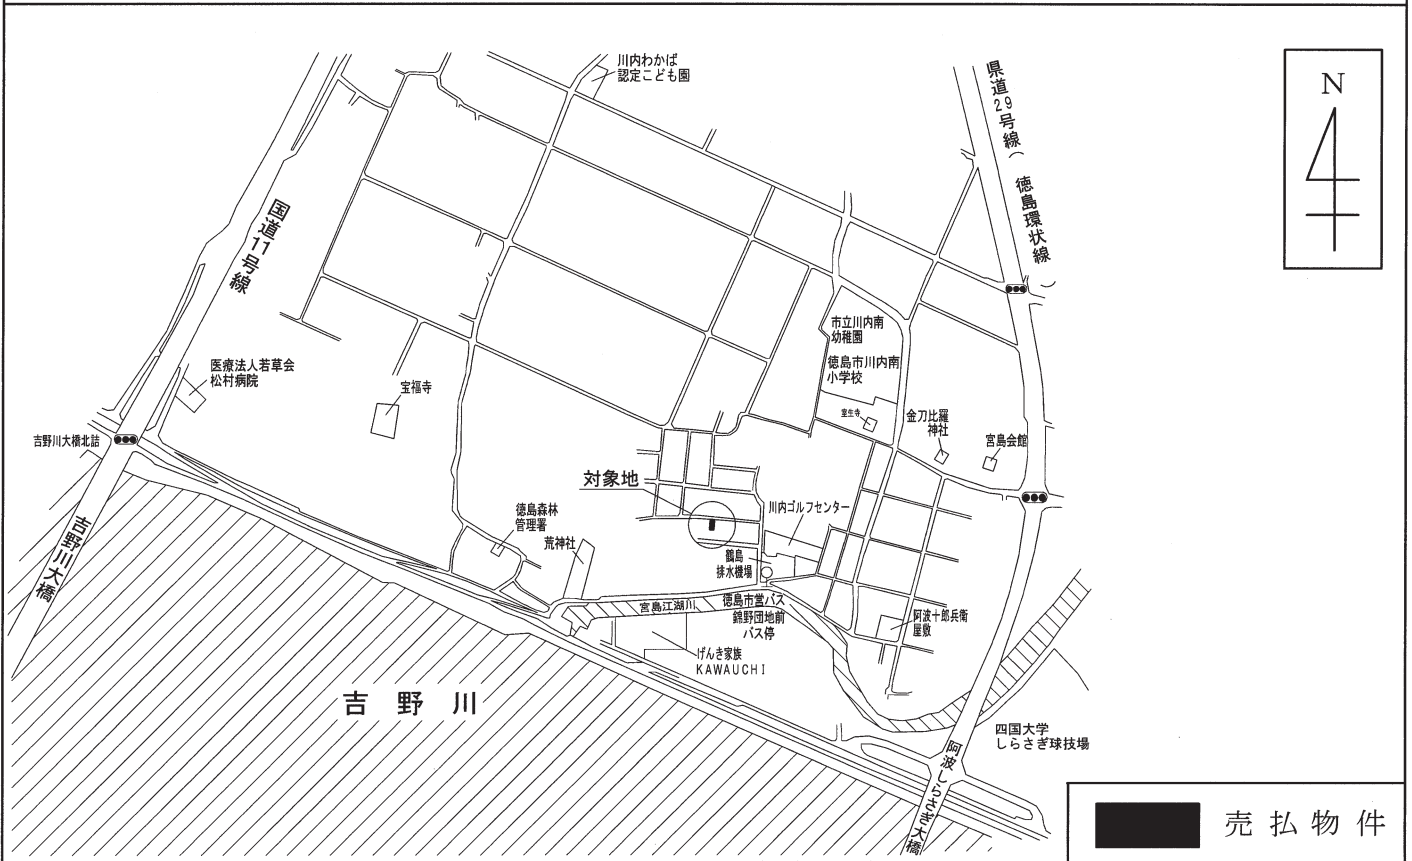 川内わかば
認定こども園
県道29号線(徳島環状線)
N
国道11号線
市立川内南
幼稚園
徳島市川内南
小学校
医療法人若草会
松村病院
宝福寺
室生寺
金刀比羅
神社
宮島会館
吉野川大橋北詰
対象地
徳島森林
管理署
荒神社
川内ゴルフセンター
鶴島
排水機場
吉野川大橋
宮島江湖川
徳島市営バス
錦野団地前
バス停
阿波十郎兵衛
屋敷
げんき家族
KAWAUCHI
吉野川
四国大学
しらさぎ球技場
阿波しらさぎ大橋
売払物件